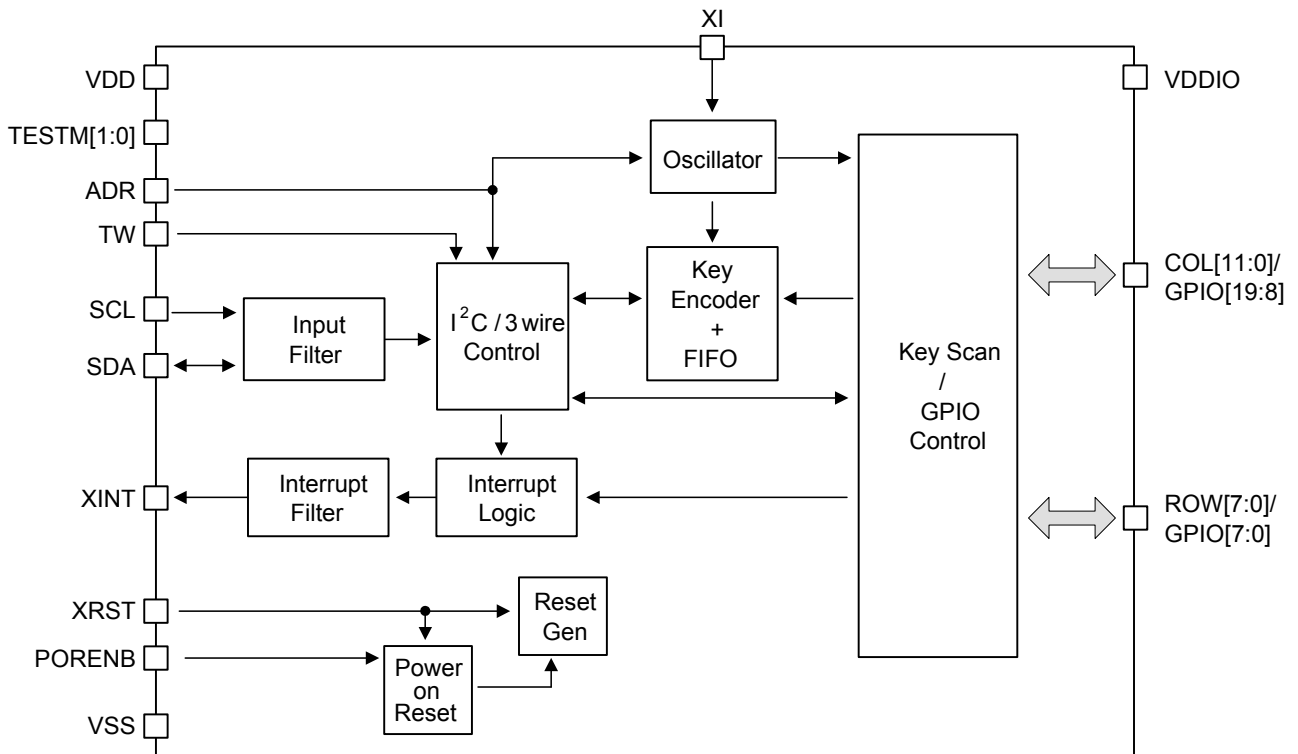 XI
VDD
VDDIO
TESTM[1:0]
Oscillator
ADR
TW
COL[11:0]/
GPIO[19:8]
Key
Encoder
+
FIFO
SCL
Input
Filter
I2C / 3 wire
Control
SDA
Key Scan
/
GPIO
Control
XINT
Interrupt
Filter
Interrupt
Logic
ROW[7:0]/
GPIO[7:0]
XRST
Reset
Gen
PORENB
Power
on
Reset
VSS